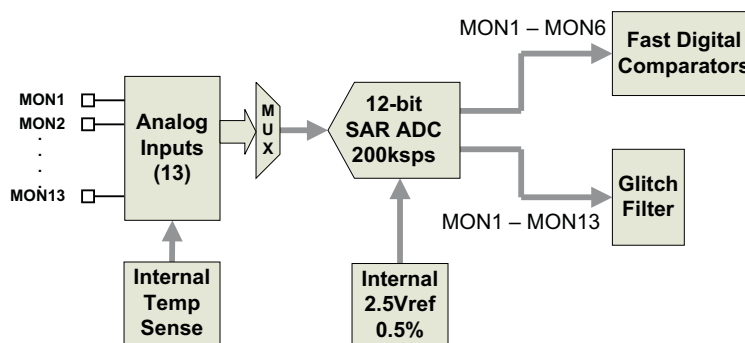 MON1
MON2
.
.
.
.
MON13
Analog
Inputs
(13)
MUX
12-bit
SAR ADC
200ksps
MON1 – MON6
Fast Digital
Comparators
MON1 – MON13
Glitch
Filter
Internal
Temp
Sense
Internal
2.5Vref
0.5%